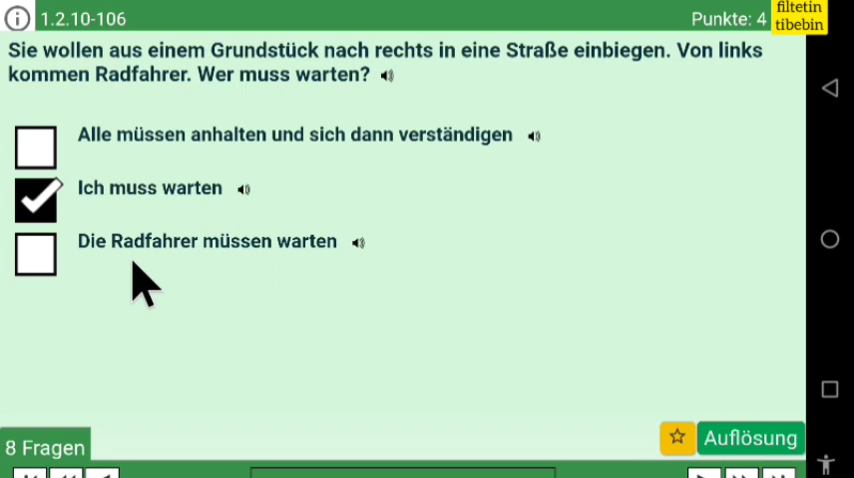 1.2.10-106
Punkte: 4
filtetin
tibebin
Sie wollen aus einem Grundstück nach rechts in eine Straße einbiegen. Von links
kommen Radfahrer. Wer muss warten?
Alle müssen anhalten und sich dann verständigen
Ich muss warten
Die Radfahrer müssen warten
8 Fragen
Auflösung